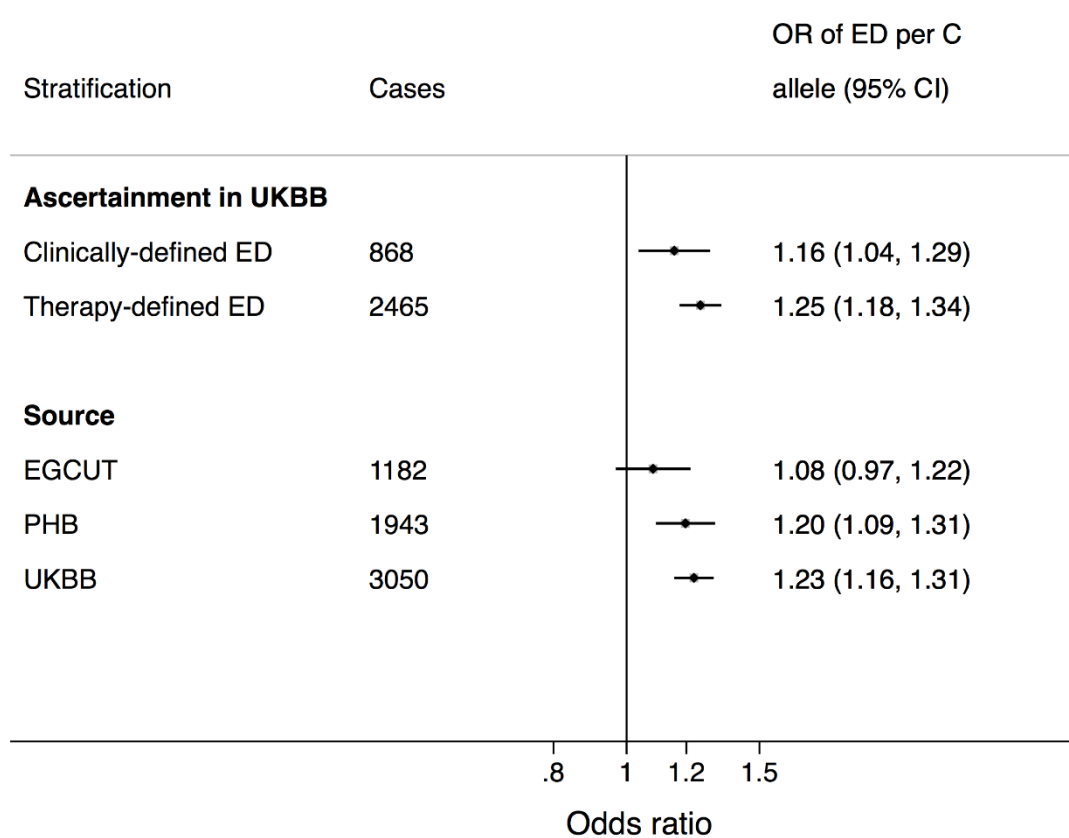 OR of ED per C
Stratification Cases allele (95% CI)
Ascertainment in UKBB
Clinically-defined ED 868 1.16 (1.04, 1.29)
Therapy-defined ED 2465 1.25 (1.18, 1.34)
Source
EGCUT 1182 1.08 (0.97, 1.22)
PHB 1943 1.20 (1.09, 1.31)
UKBB 3050 1.23 (1.16, 1.31)
.8 1 1.2 1.5
Odds ratio